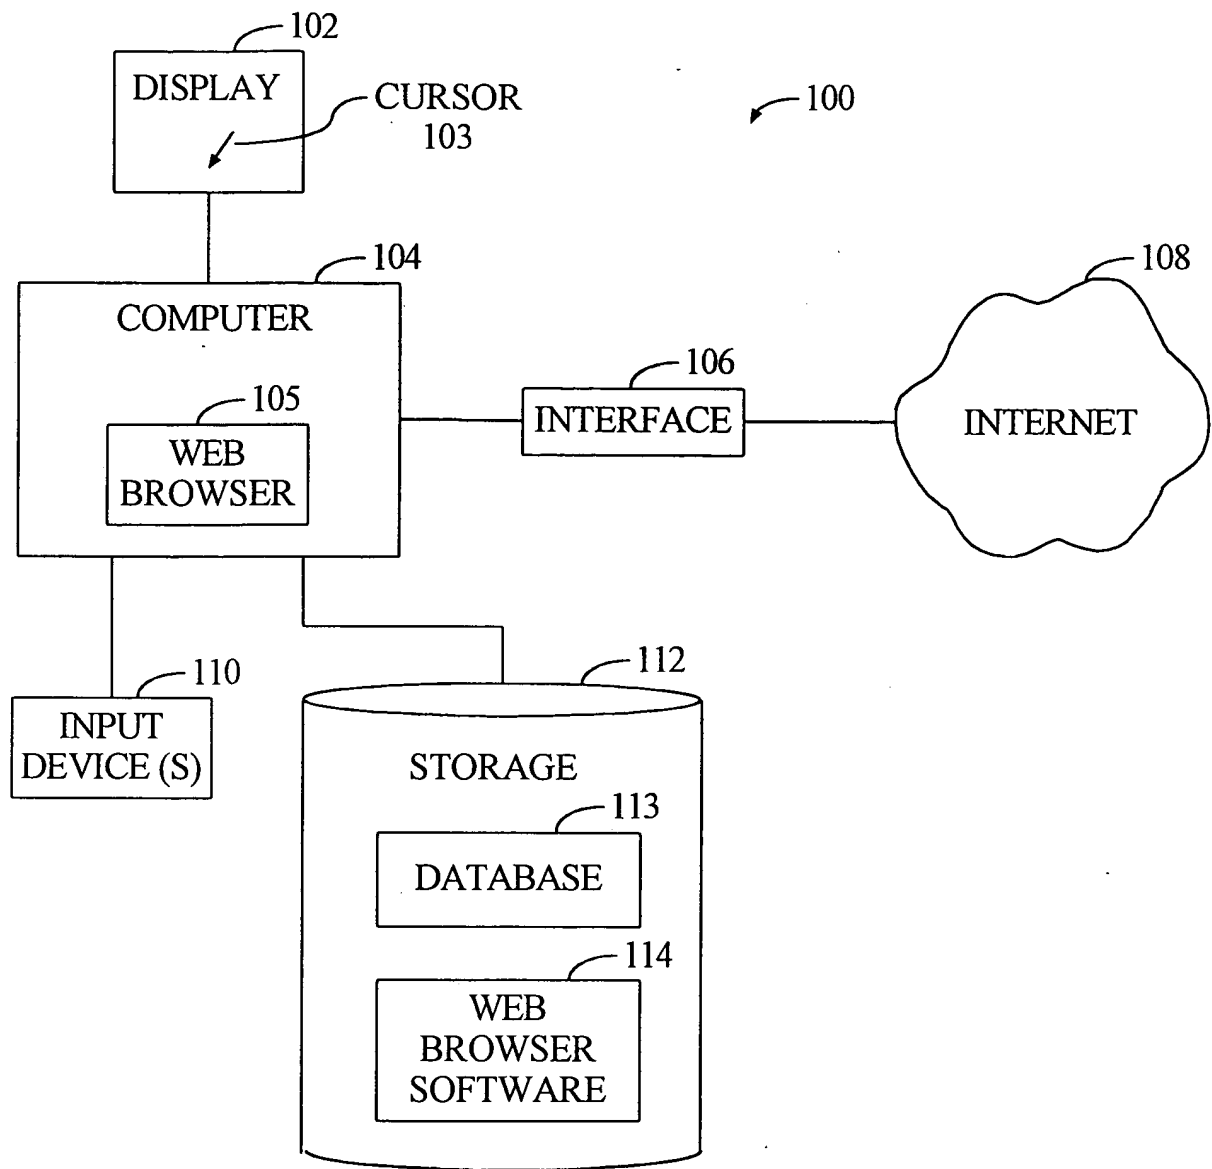 102
DISPLAY
CURSOR
103
100
104
COMPUTER
108
106
INTERFACE
INTERNET
105
WEB
BROWSER
110
INPUT
DEVICE (S)
112
STORAGE
113
DATABASE
114
WEB
BROWSER
SOFTWARE